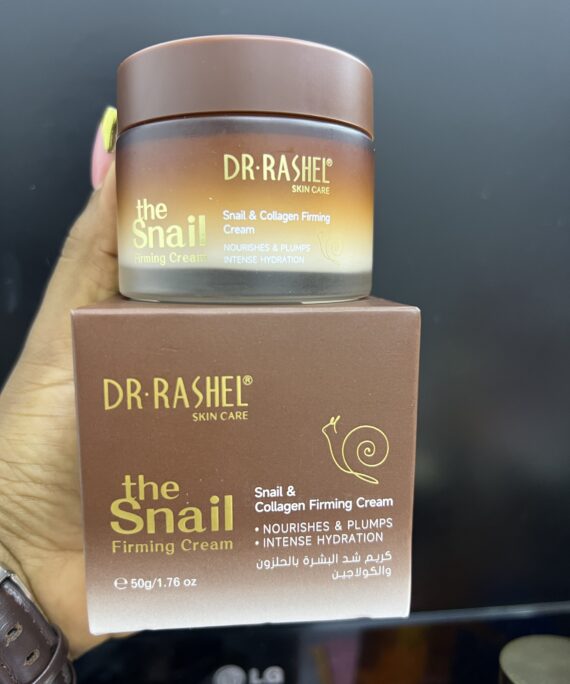 DR·RASHEL®
SKIN CARE
the
Snail
Firming Cream
Snail & Collagen Firming
Cream
NOURISHES & PLUMPS
INTENSE HYDRATION
DR·RASHEL®
SKIN CARE
the
Snail
Firming Cream
℮ 50g/1.76 oz
Snail &
Collagen Firming Cream
• NOURISHES & PLUMPS
• INTENSE HYDRATION
كريم شد البشرة بالحلزون
والكولاجين
LG